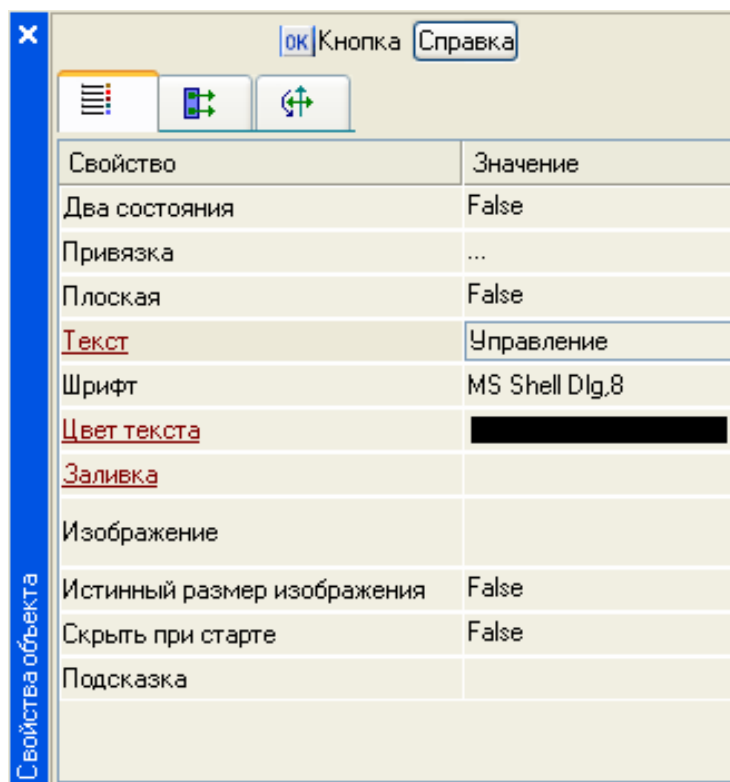 OK Кнопка Справка
Свойство Значение
Два состояния False
Привязка ...
Плоская False
Текст Управление
Шрифт MS Shell Dlg,8
Цвет текста
Заливка
Изображение
Истинный размер изображения False
Скрыть при старте False
Подсказка
Свойства объекта